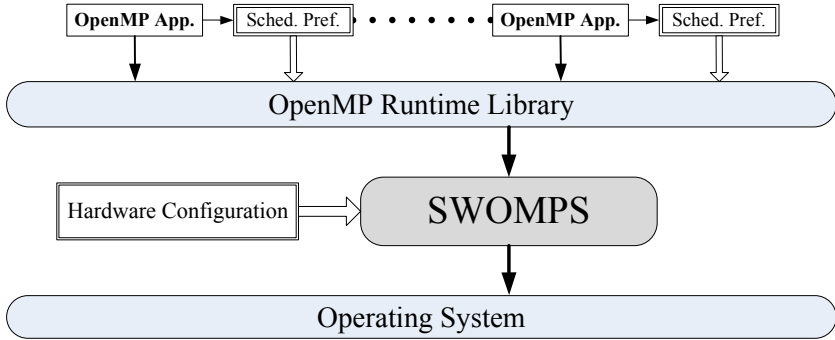 OpenMP App.
Sched. Pref.
OpenMP App.
Sched. Pref.
OpenMP Runtime Library
Hardware Configuration
SWOMPS
Operating System